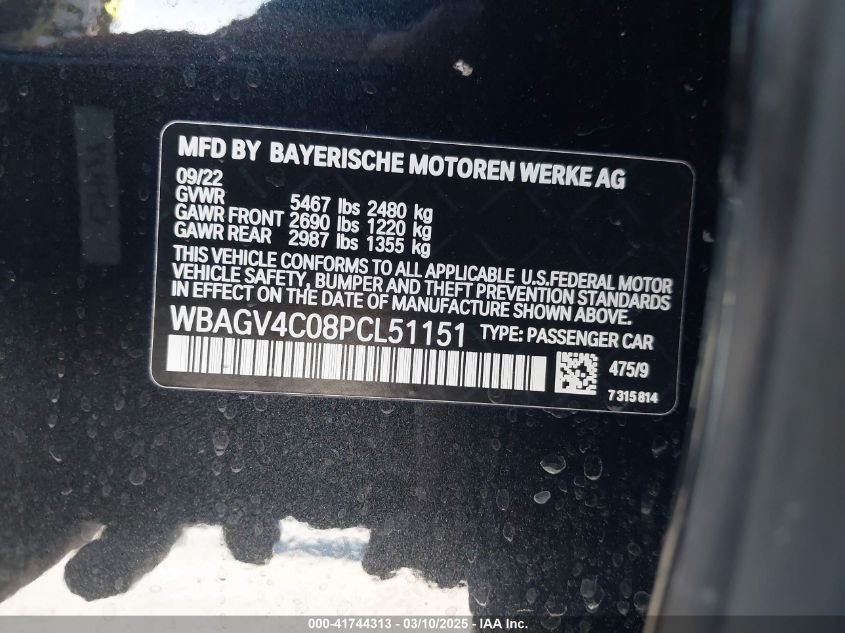 MFD BY BAYERISCHE MOTOREN WERKE AG
09/22
GVWR 5467 lbs 2480 kg
GAWR FRONT 2690 lbs 1220 kg
GAWR REAR 2987 lbs 1355 kg
THIS VEHICLE CONFORMS TO ALL APPLICABLE U.S.FEDERAL MOTOR
VEHICLE SAFETY, BUMPER AND THEFT PREVENTION STANDARDS
IN EFFECT ON THE DATE OF MANUFACTURE SHOWN ABOVE.
WBAGV4C08PCL51151 TYPE: PASSENGER CAR
475/9
7 315 814
000-41744313 - 03/10/2025 - IAA Inc.